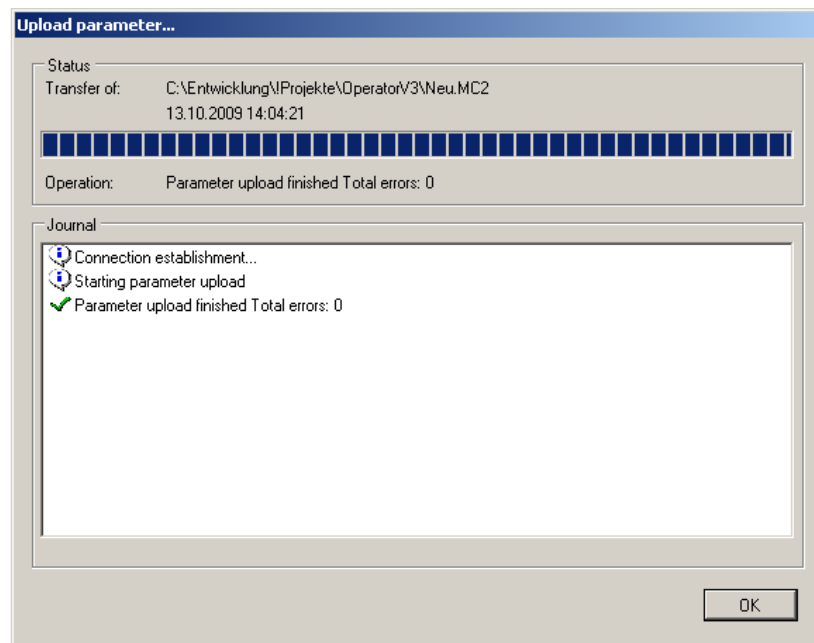 Upload parameter...
Status
Transfer of: C:\Entwicklung\!Projekte\OperatorV3\Neu.MC2
13.10.2009 14:04:21
Operation: Parameter upload finished Total errors: 0
Journal
Connection establishment...
Starting parameter upload
Parameter upload finished Total errors: 0
OK